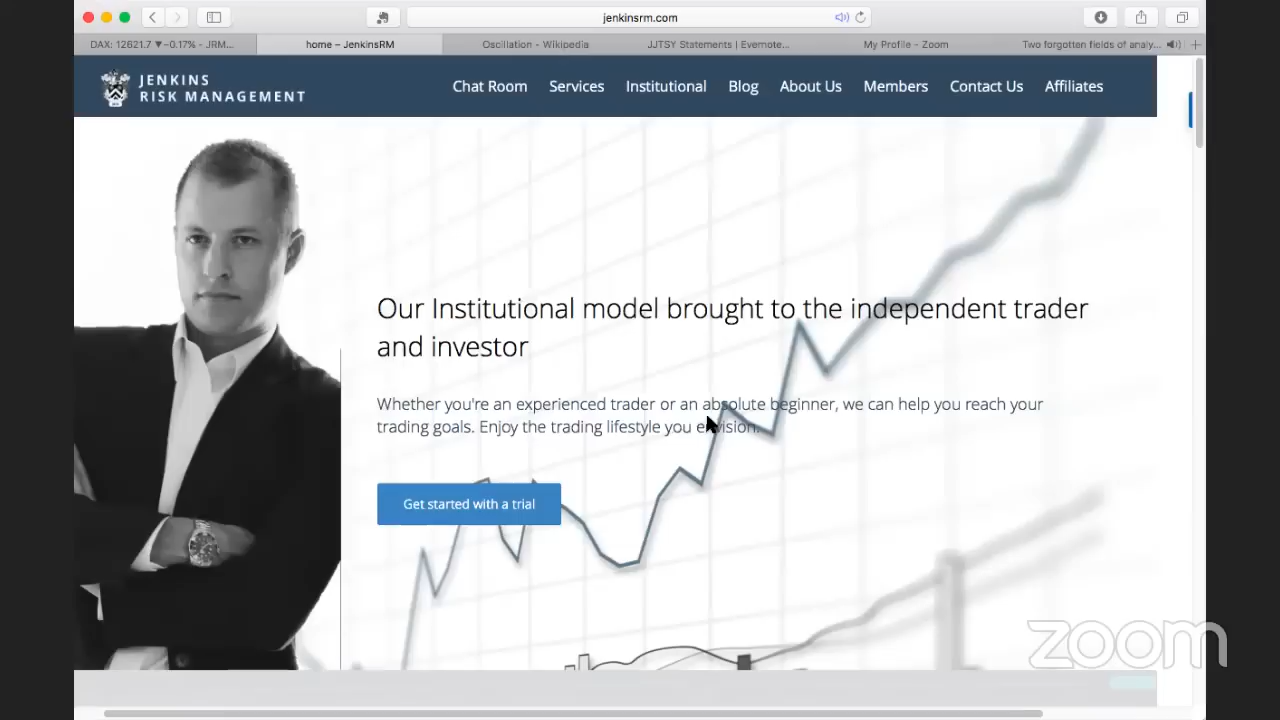 jenkinsrm.com
DAX: 12621.7 ▼-0.17% - JRM...
home – JenkinsRM
Oscillation - Wikipedia
JJTSY Statements | Evernote...
My Profile - Zoom
Two forgotten fields of analy...
JENKINS
RISK MANAGEMENT
Chat Room
Services
Institutional
Blog
About Us
Members
Contact Us
Affiliates
Our Institutional model brought to the independent trader
and investor
Whether you're an experienced trader or an absolute beginner, we can help you reach your
trading goals. Enjoy the trading lifestyle you envision.
Get started with a trial
zoom